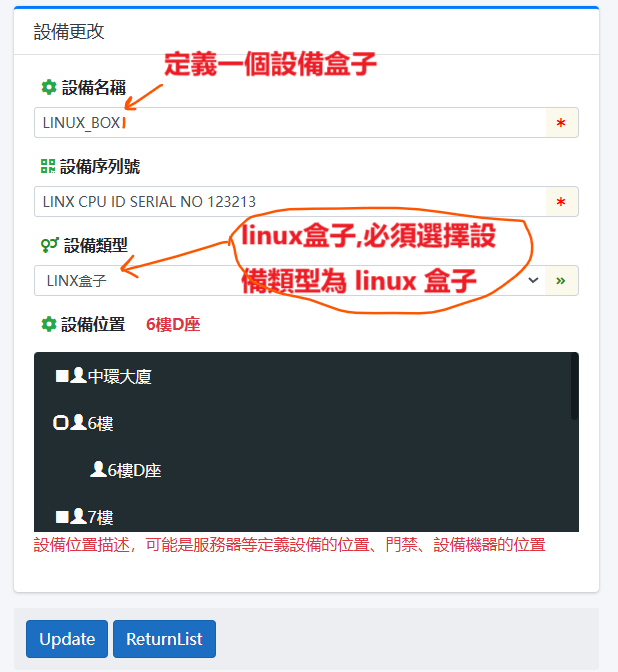 設備更改
定義一個設備盒子
設備名稱
LINUX_BOX1
*
設備序列號
LINX CPU ID SERIAL NO 123213
*
linux盒子,必須選擇設
備類型為 linux 盒子
設備類型
LINX盒子
»
設備位置 6樓D座
中環大廈
6樓
6樓D座
7樓
設備位置描述，可能是服務器等定義設備的位置、門禁、設備機器的位置
Update ReturnList